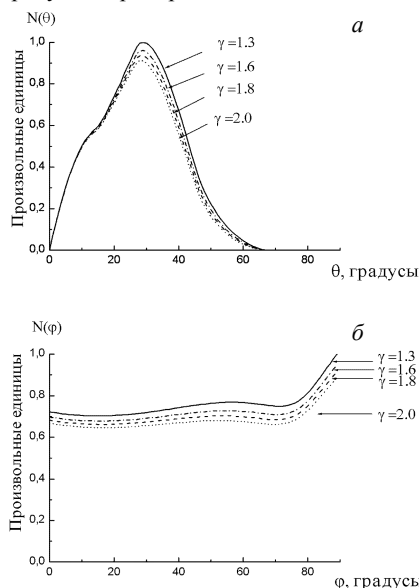 N(θ)
а
γ=1.3
γ=1.6
γ=1.8
γ=2.0
Произвольные единицы
1,0
0,8
0,6
0,4
0,2
0,0
0 20 40 60 80
θ, градусы
N(φ)
б
γ=1.3
γ=1.6
γ=1.8
γ=2.0
Произвольные единицы
1,0
0,8
0,6
0,4
0,2
0,0
0 20 40 60 80
φ, градусы